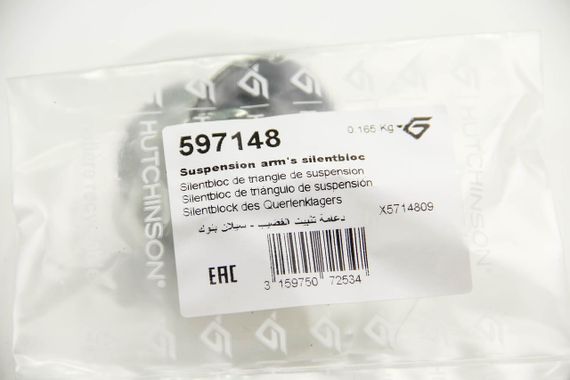 597148
0.165 Kg
Suspension arm's silentbloc
Silentbloc de triangle de suspension
Silentbloc de triángulo de suspensión
Silentblock des Querlenklagers
X5714809
دعامة تثبيت القضيب - سيلان بلوك
EAC
3 159750 72534
HUTCHINSON®
HUTCHINSON®